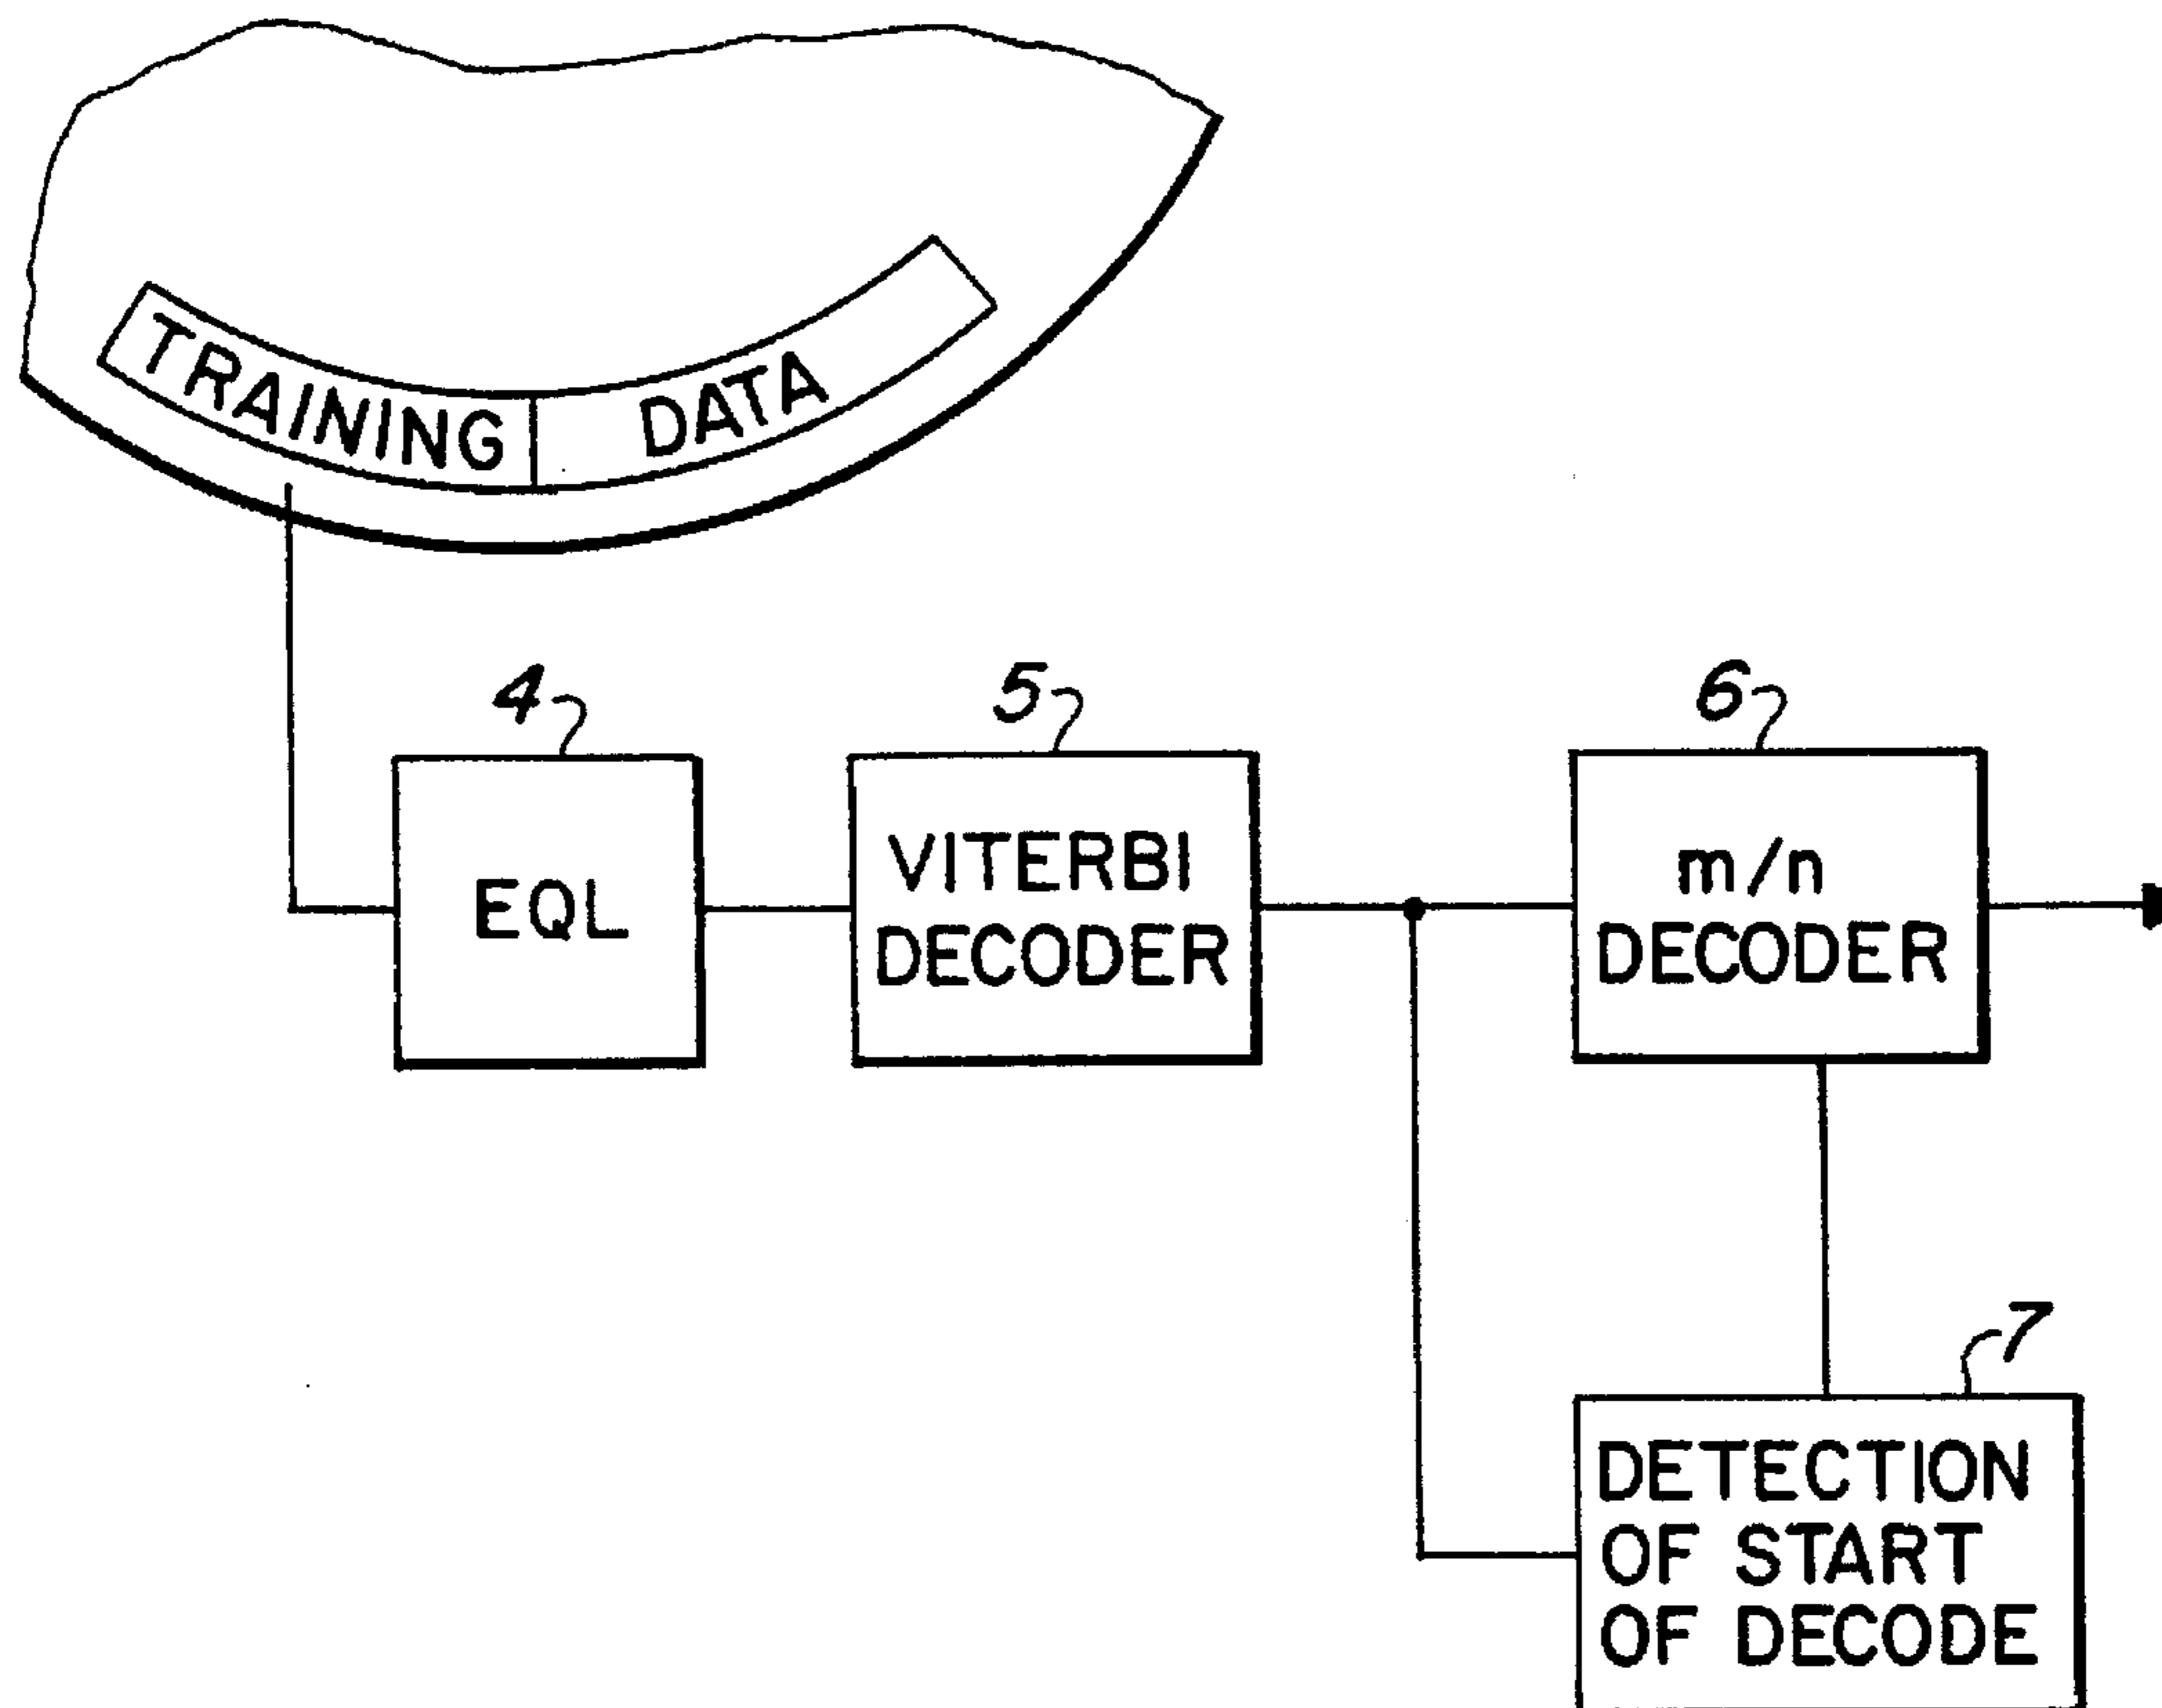 TRAINING
DATA
4
5
6
EQL
VITERBI
DECODER
m/n
DECODER
7
DETECTION
OF START
OF DECODE